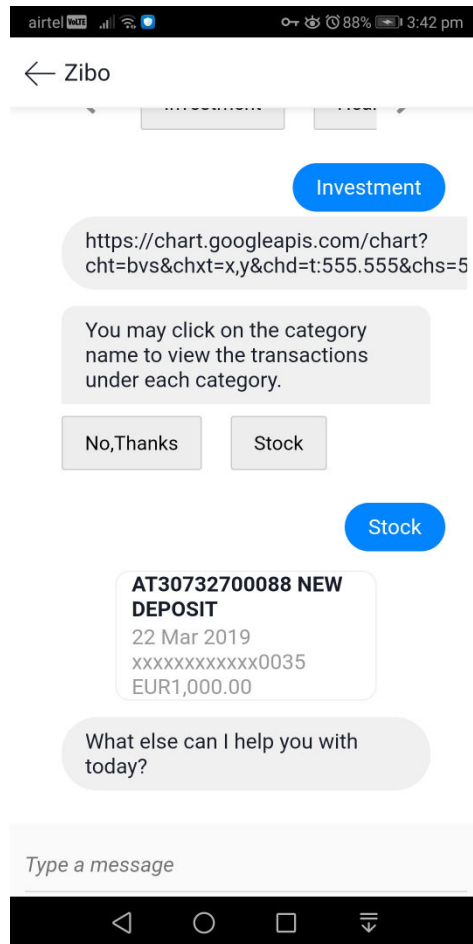 airtel VoLTE 88% 3:42 pm
Zibo
Investment
Investment
https://chart.googleapis.com/chart?
cht=bvs&chxt=x,y&chd=t:555.555&chs=5
You may click on the category
name to view the transactions
under each category.
No,Thanks Stock
Stock
AT30732700088 NEW
DEPOSIT
22 Mar 2019
xxxxxxxxxxxx0035
EUR1,000.00
What else can I help you with
today?
Type a message